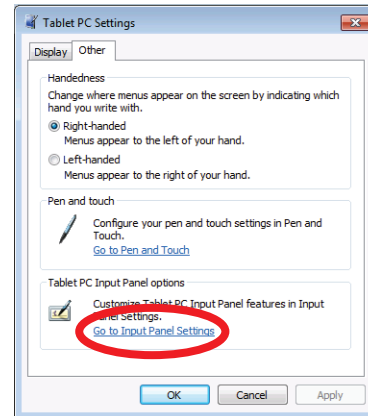 Tablet PC Settings
Display
Other
Handedness
Change where menus appear on the screen by indicating which
hand you write with.
Right-handed
Menus appear to the left of your hand.
Left-handed
Menus appear to the right of your hand.
Pen and touch
Configure your pen and touch settings in Pen and
Touch.
Go to Pen and Touch
Tablet PC Input Panel options
Customize Tablet PC Input Panel features in Input
Panel Settings.
Go to Input Panel Settings
OK
Cancel
Apply